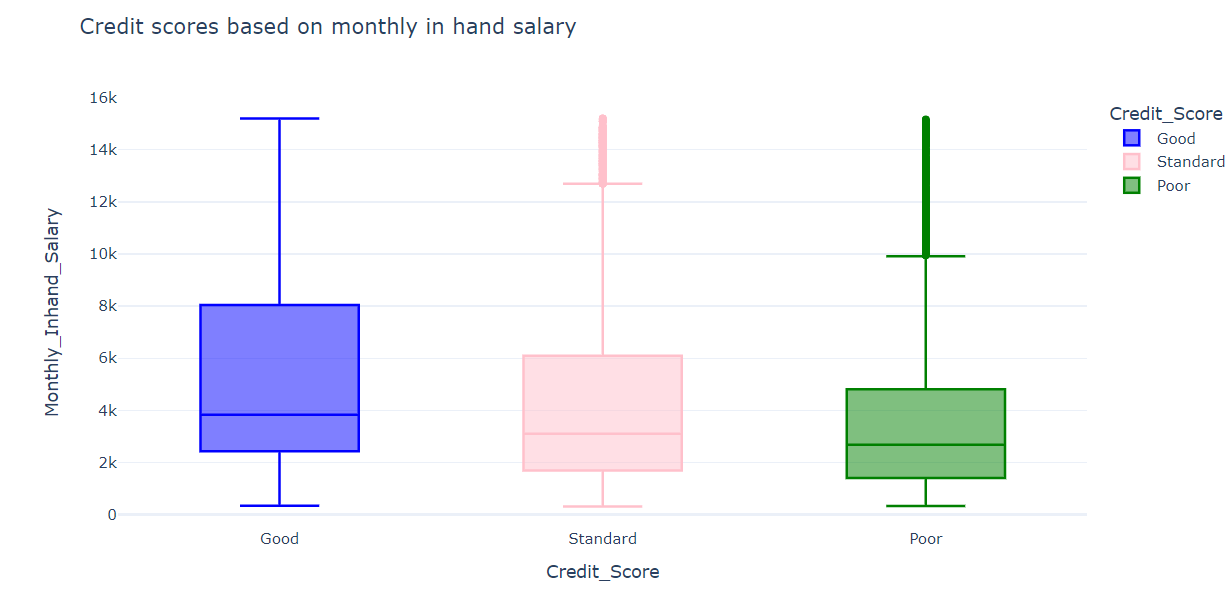 Credit scores based on monthly in hand salary
16k
14k
12k
10k
8k
6k
4k
2k
0
Monthly_Inhand_Salary
Good
Standard
Poor
Credit_Score
Credit_Score
Good
Standard
Poor